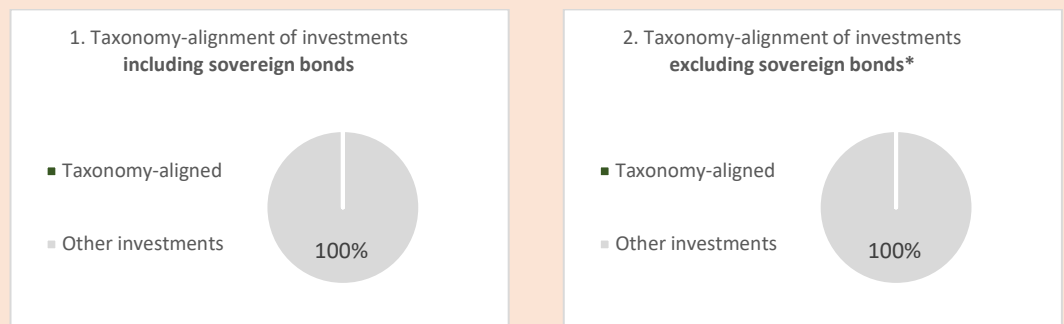 1. Taxonomy-alignment of investments
including sovereign bonds
Taxonomy-aligned
Other investments
100%
2. Taxonomy-alignment of investments
excluding sovereign bonds*
Taxonomy-aligned
Other investments
100%